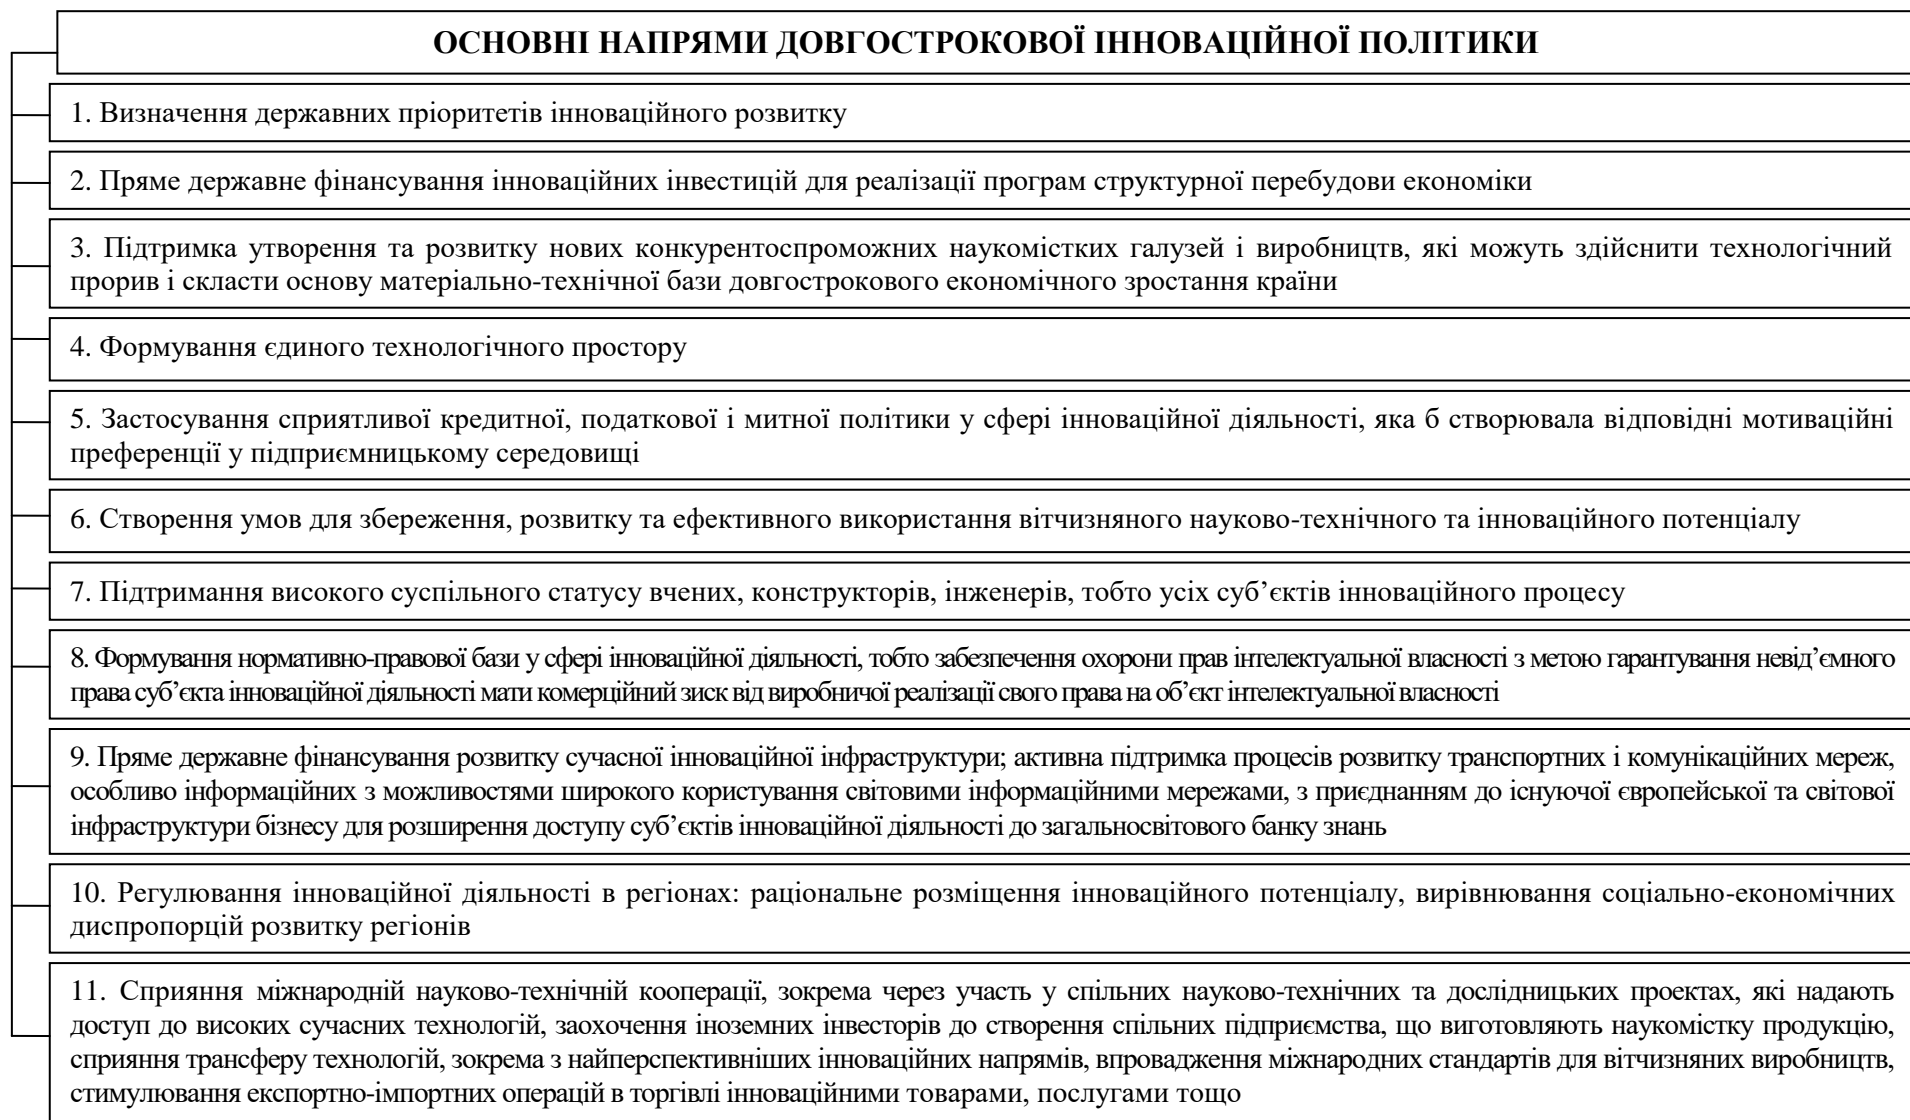 ОСНОВНІ НАПРЯМИ ДОВГОСТРОКОВОЇ ІННОВАЦІЙНОЇ ПОЛІТИКИ
1. Визначення державних пріоритетів інноваційного розвитку
2. Пряме державне фінансування інноваційних інвестицій для реалізації програм структурної перебудови економіки
3. Підтримка утворення та розвитку нових конкурентоспроможних наукомістких галузей і виробництв, які можуть здійснити технологічний
прорив і скласти основу матеріально-технічної бази довгострокового економічного зростання країни
4. Формування єдиного технологічного простору
5. Застосування сприятливої кредитної, податкової і митної політики у сфері інноваційної діяльності, яка б створювала відповідні мотиваційні
преференції у підприємницькому середовищі
6. Створення умов для збереження, розвитку та ефективного використання вітчизняного науково-технічного та інноваційного потенціалу
7. Підтримання високого суспільного статусу вчених, конструкторів, інженерів, тобто усіх суб’єктів інноваційного процесу
8. Формування нормативно-правової бази у сфері інноваційної діяльності, тобто забезпечення охорони прав інтелектуальної власності з метою гарантування невід’ємного
права суб’єкта інноваційної діяльності мати комерційний зиск від виробничої реалізації свого права на об’єкт інтелектуальної власності
9. Пряме державне фінансування розвитку сучасної інноваційної інфраструктури; активна підтримка процесів розвитку транспортних і комунікаційних мереж,
особливо інформаційних з можливостями широкого користування світовими інформаційними мережами, з приєднанням до існуючої європейської та світової
інфраструктури бізнесу для розширення доступу суб’єктів інноваційної діяльності до загальносвітового банку знань
10. Регулювання інноваційної діяльності в регіонах: раціональне розміщення інноваційного потенціалу, вирівнювання соціально-економічних
диспропорцій розвитку регіонів
11. Сприяння міжнародній науково-технічній кооперації, зокрема через участь у спільних науково-технічних та дослідницьких проектах, які надають
доступ до високих сучасних технологій, заохочення іноземних інвесторів до створення спільних підприємства, що виготовляють наукомістку продукцію,
сприяння трансферу технологій, зокрема з найперспективніших інноваційних напрямів, впровадження міжнародних стандартів для вітчизняних виробництв,
стимулювання експортно-імпортних операцій в торгівлі інноваційними товарами, послугами тощо